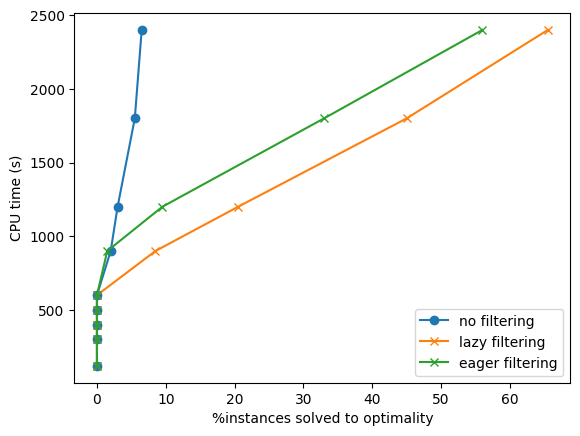 2500
2000
1500
1000
500
CPU time (s)
0 10 20 30 40 50 60
%instances solved to optimality
no filtering
lazy filtering
eager filtering